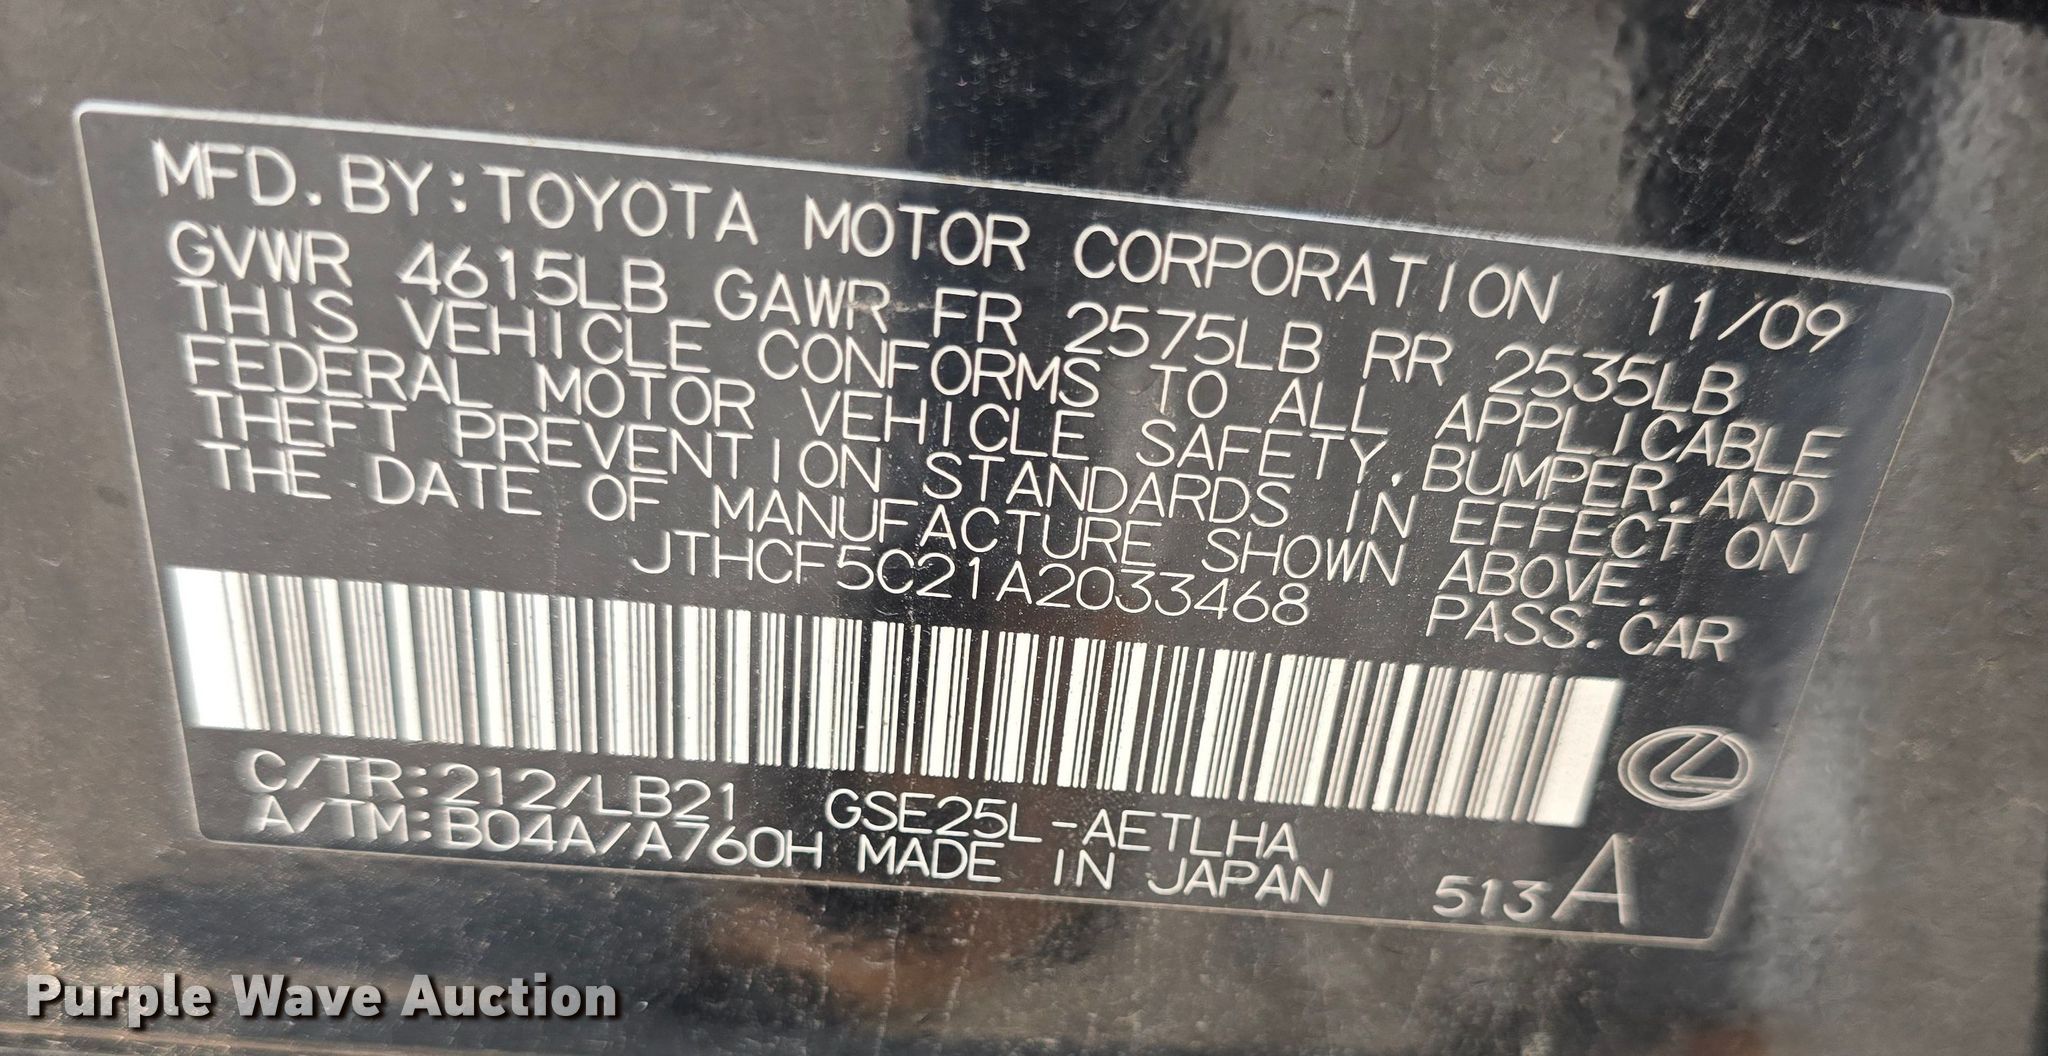 MFD.BY:TOYOTA MOTOR CORPORATION 11/09
GVWR 4615LB GAWR FR 2575LB RR 2535LB
THIS VEHICLE CONFORMS TO ALL APPLICABLE
FEDERAL MOTOR VEHICLE SAFETY,BUMPER,AND
THEFT PREVENTION STANDARDS IN EFFECT ON
THE DATE OF MANUFACTURE SHOWN ABOVE.
JTHCF5C21A2033468 PASS.CAR
C/TR:212/LB21 GSE25L-AETLHA
A/TM:B04A/A760H MADE IN JAPAN 513A
Purple Wave Auction